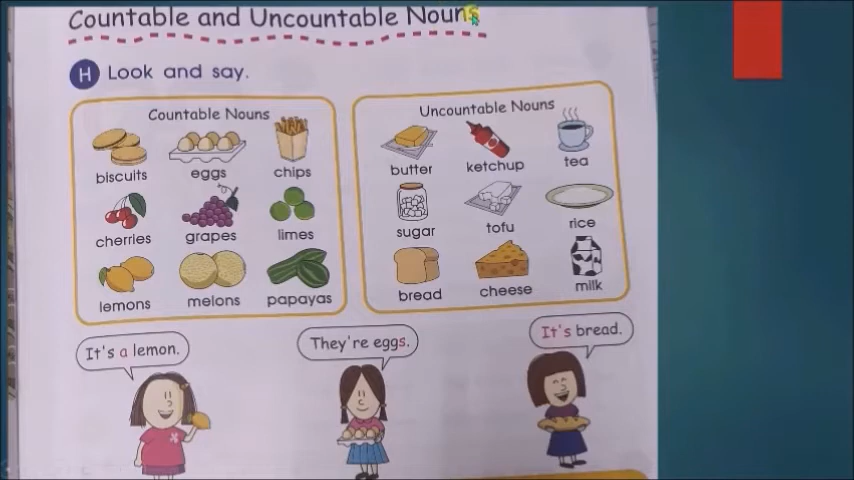 Countable and Uncountable Nouns
H Look and say.
Countable Nouns
biscuits eggs chips
cherries grapes limes
lemons melons papayas
Uncountable Nouns
butter ketchup tea
sugar tofu rice
bread cheese milk
It's a lemon.
They're eggs.
It's bread.